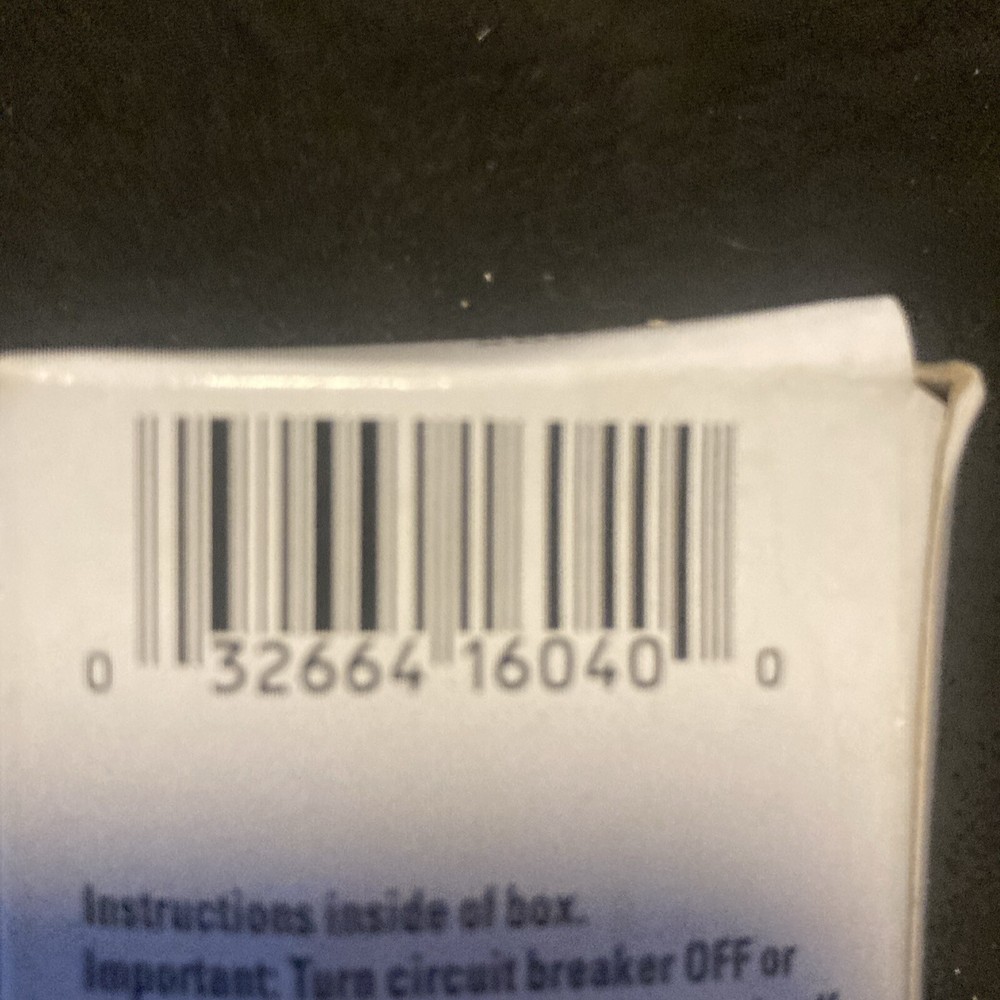 0 32664 16040 0
Instructions inside of box.
Important: Turn circuit breaker OFF or